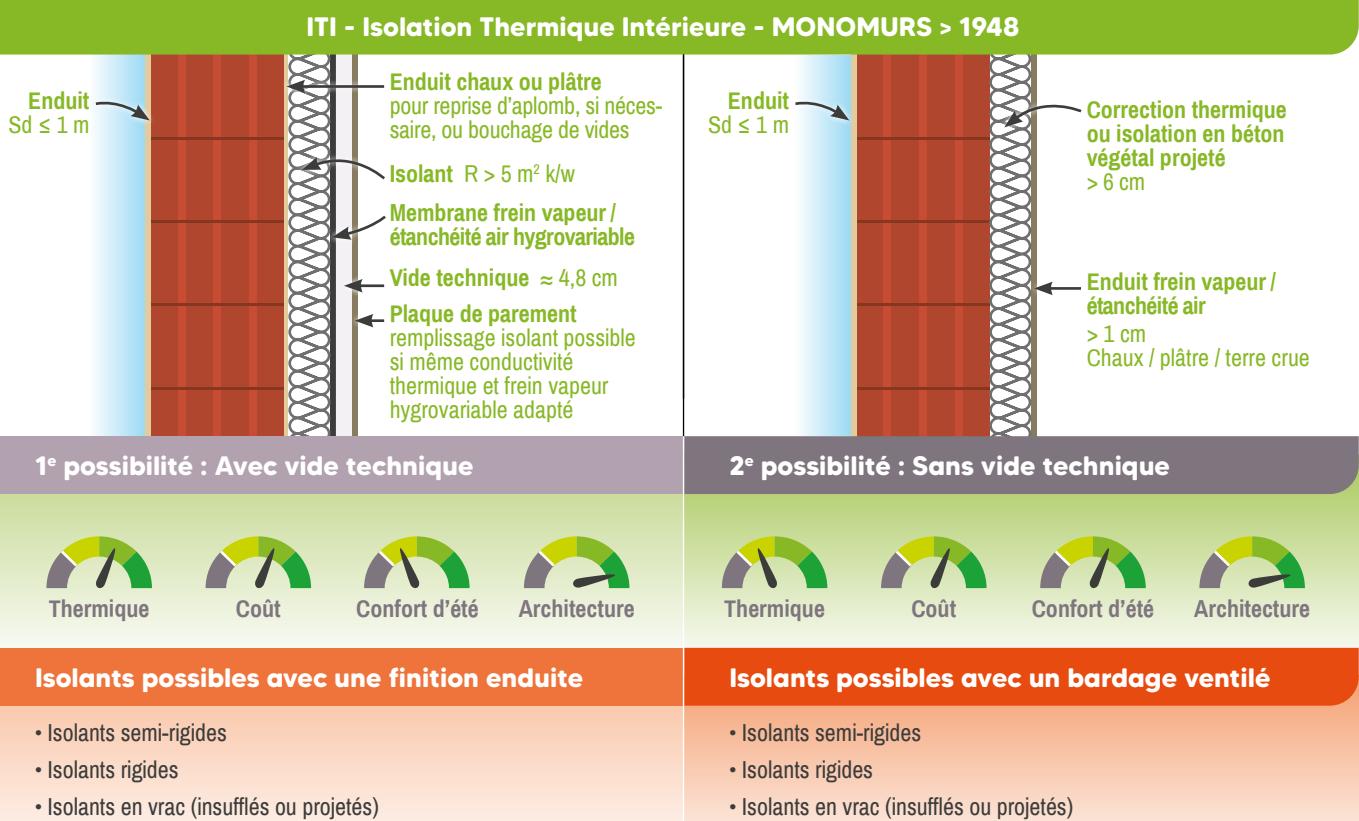 ITI - Isolation Thermique Intérieure - MONOMURS > 1948
Enduit
Sd ≤ 1 m
Enduit chaux ou plâtre
pour reprise d'aplomb, si néces-
saire, ou bouchage de vides
Isolant R > 5 m² k/w
Membrane frein vapeur /
étanchéité air hygrovariable
Vide technique ≈ 4,8 cm
Plaque de parement
remplissage isolant possible
si même conductivité
thermique et frein vapeur
hygrovariable adapté
Enduit
Sd ≤ 1 m
Correction thermique
ou isolation en béton
végétal projeté
> 6 cm
Enduit frein vapeur /
étanchéité air
> 1 cm
Chaux / plâtre / terre crue
1e possibilité : Avec vide technique
Thermique
Coût
Confort d'été
Architecture
2e possibilité : Sans vide technique
Thermique
Coût
Confort d'été
Architecture
Isolants possibles avec une finition enduite
• Isolants semi-rigides
• Isolants rigides
• Isolants en vrac (insufflés ou projetés)
Isolants possibles avec un bardage ventilé
• Isolants semi-rigides
• Isolants rigides
• Isolants en vrac (insufflés ou projetés)